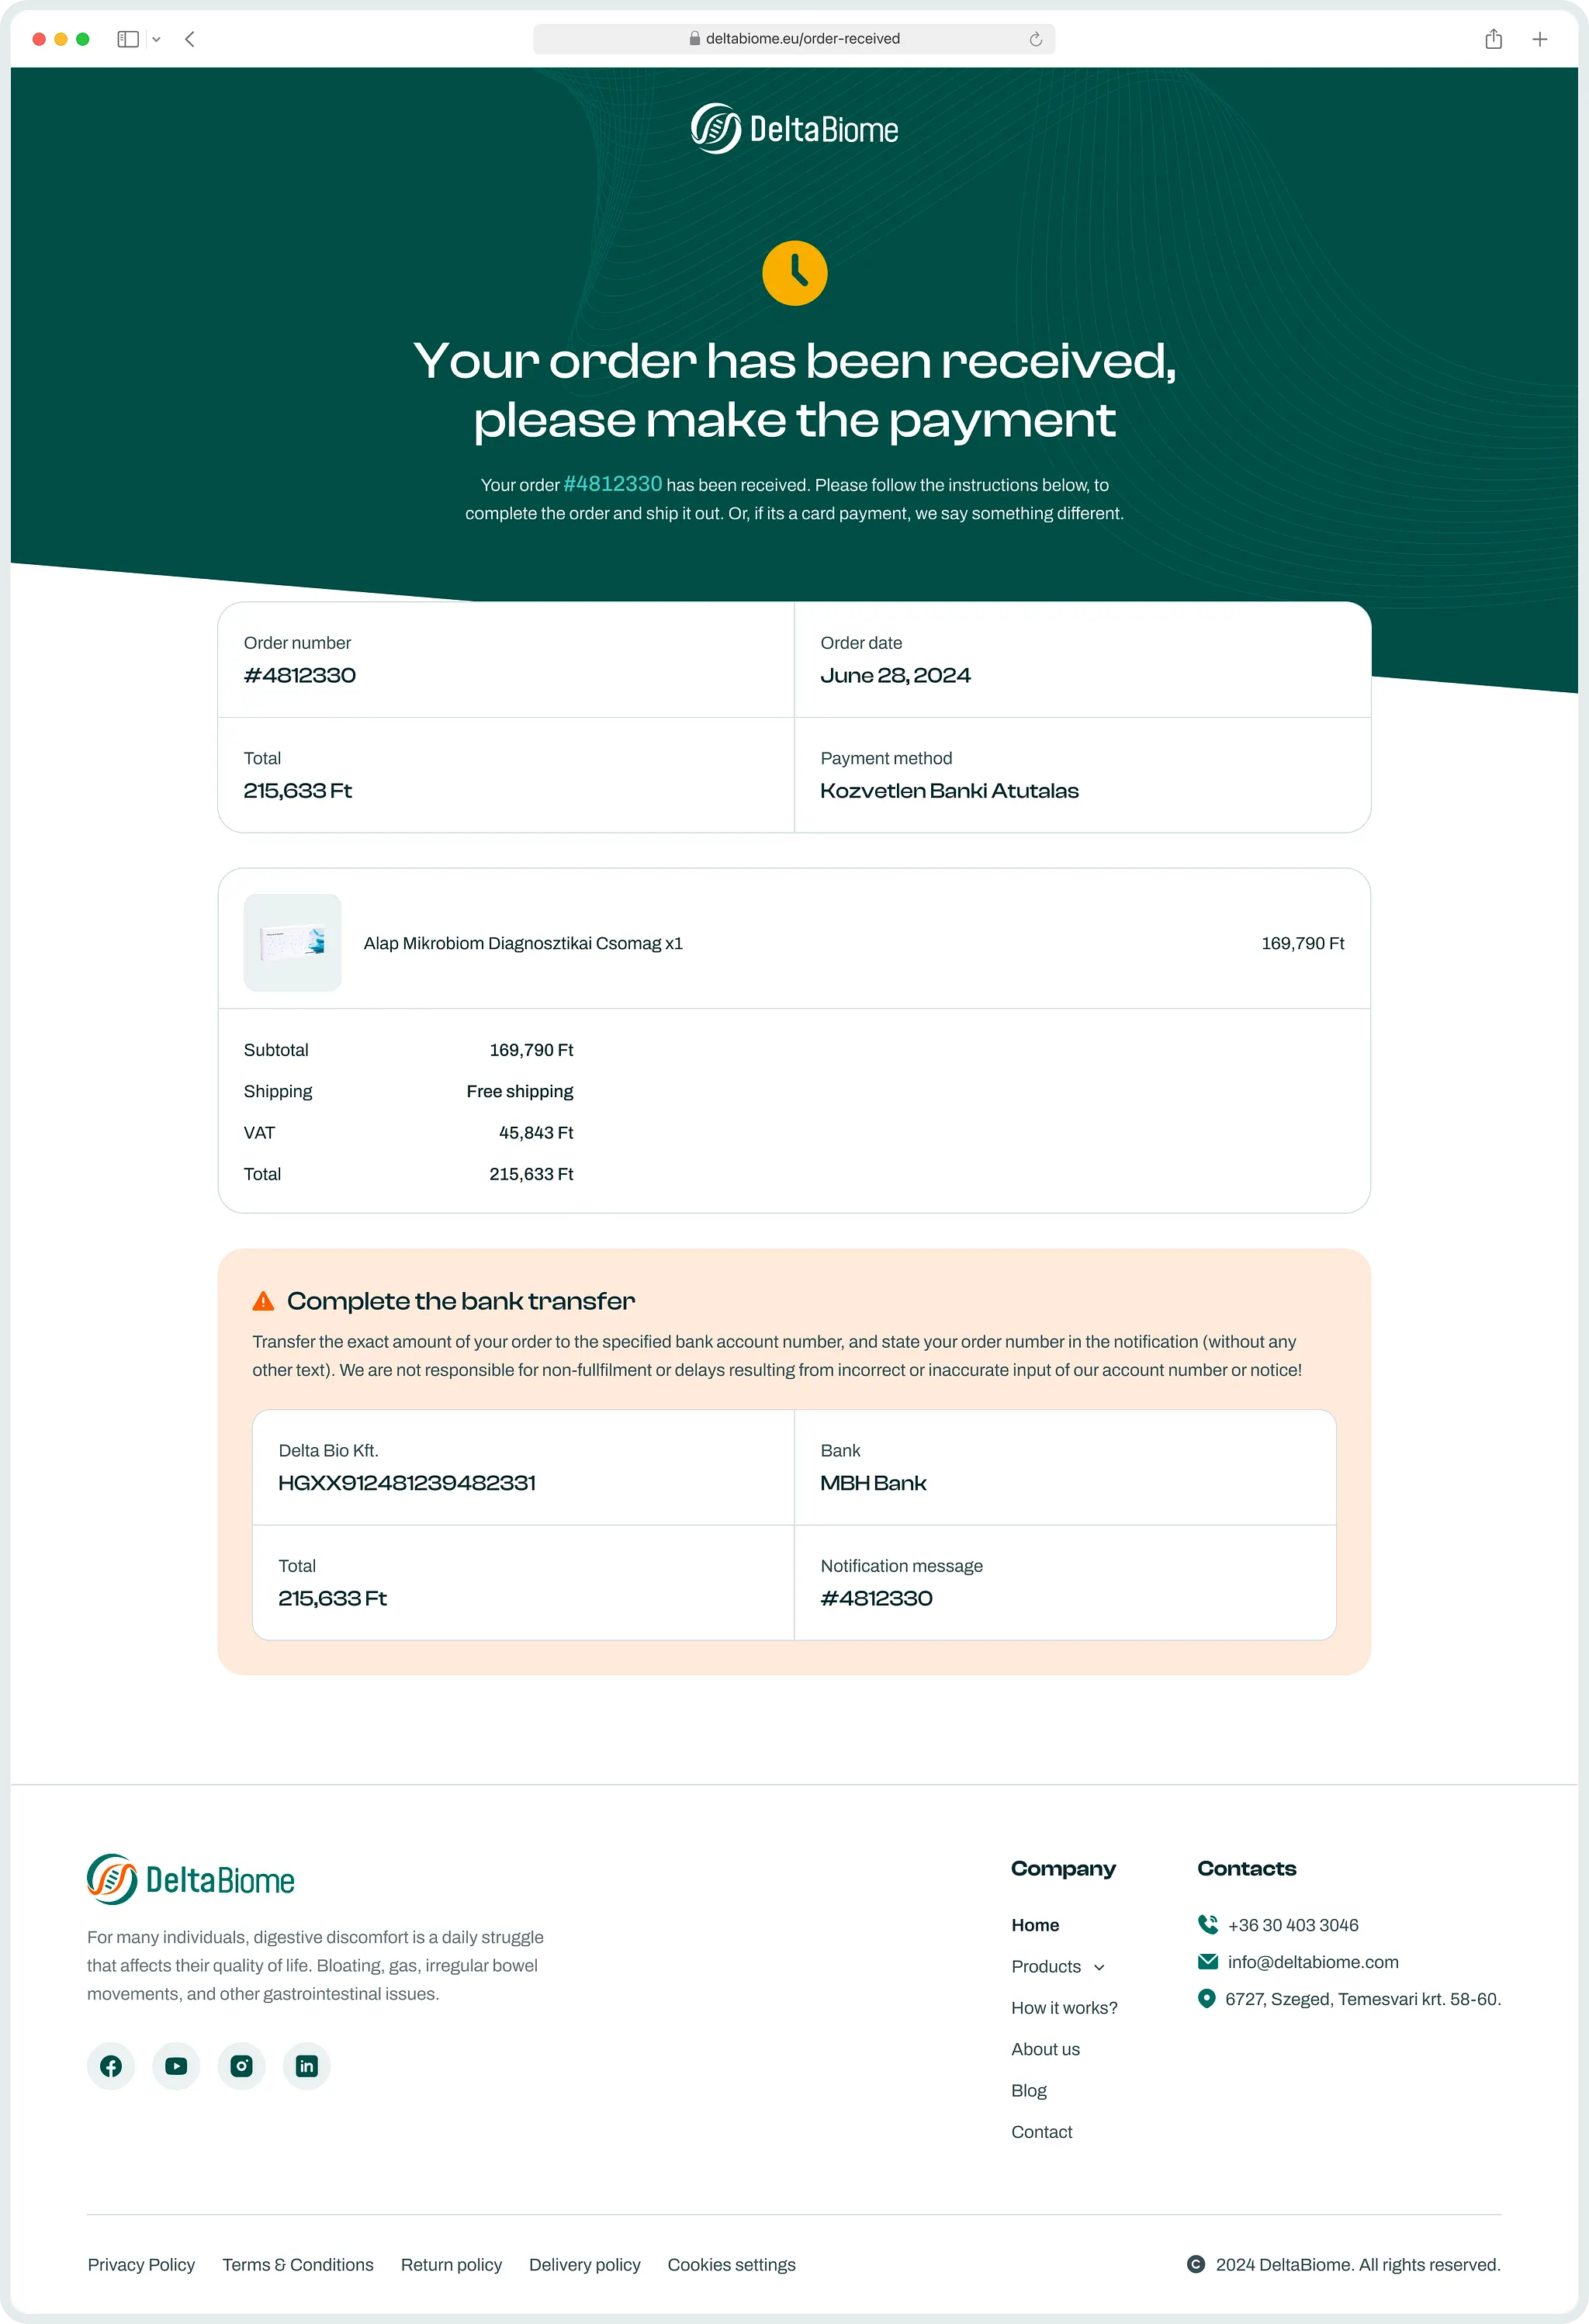 deltabiome.eu/order-received
DeltaBiome
Your order has been received,
please make the payment
Your order #4812330 has been received. Please follow the instructions below, to
complete the order and ship it out. Or, if its a card payment, we say something different.
Order number
#4812330
Order date
June 28, 2024
Total
215,633 Ft
Payment method
Kozvetlen Banki Atutalas
Alap Mikrobiom Diagnosztikai Csomag x1
169,790 Ft
Subtotal 169,790 Ft
Shipping Free shipping
VAT 45,843 Ft
Total 215,633 Ft
Complete the bank transfer
Transfer the exact amount of your order to the specified bank account number, and state your order number in the notification (without any
other text). We are not responsible for non-fullfilment or delays resulting from incorrect or inaccurate input of our account number or notice!
Delta Bio Kft.
HGXX912481239482331
Bank
MBH Bank
Total
215,633 Ft
Notification message
#4812330
DeltaBiome
For many individuals, digestive discomfort is a daily struggle
that affects their quality of life. Bloating, gas, irregular bowel
movements, and other gastrointestinal issues.
Company
Home
Products
How it works?
About us
Blog
Contact
Contacts
+36 30 403 3046
info@deltabiome.com
6727, Szeged, Temesvari krt. 58-60.
Privacy Policy Terms & Conditions Return policy Delivery policy Cookies settings
© 2024 DeltaBiome. All rights reserved.